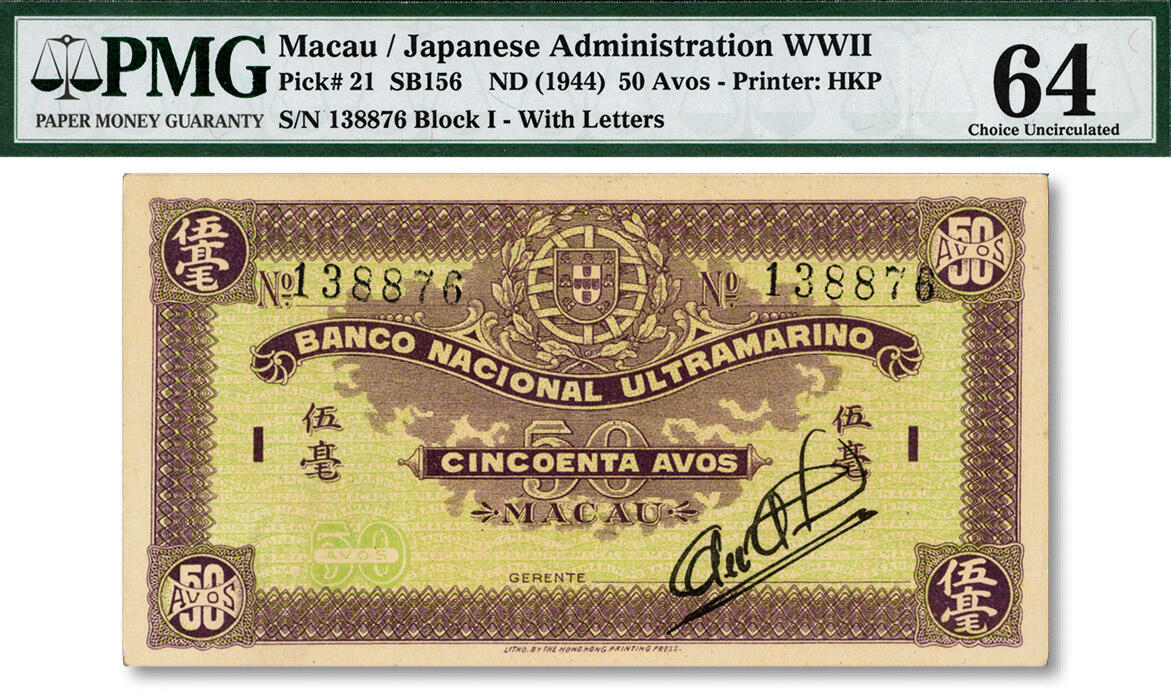 PMG
PAPER MONEY GUARANTY
Macau / Japanese Administration WWII
Pick# 21 SB156 ND (1944) 50 Avos - Printer: HKP
S/N 138876 Block I - With Letters
64
Choice Uncirculated
伍毫
50 AVOS
Nº 138876
Nº 138876
BANCO NACIONAL ULTRAMARINO
伍毫
伍毫
I
I
50
CINCOENTA AVOS
MACAU
50 AVOS
GERENTE
50 AVOS
伍毫
LITHO. BY THE HONG KONG PRINTING PRESS.